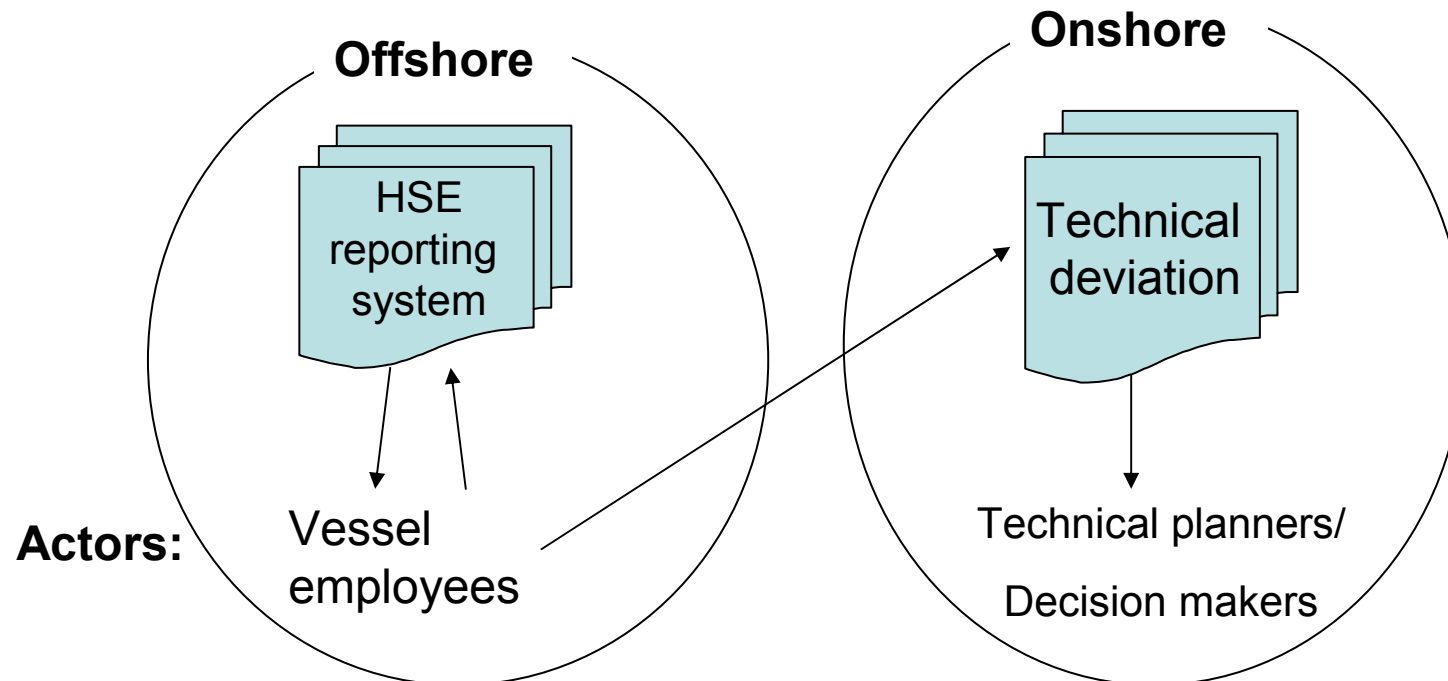 Offshore
Onshore
HSE
reporting
system
Technical
deviation
Actors:
Vessel
employees
Technical planners/
Decision makers